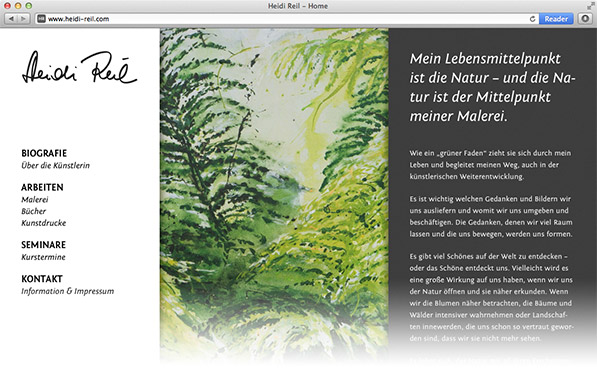 Heidi Reil – Home
www.heidi-reil.com
Reader
Heidi Reil
BIOGRAFIE
Über die Künstlerin
ARBEITEN
Malerei
Bücher
Kunstdrucke
SEMINARE
Kurstermine
KONTAKT
Information & Impressum
Mein Lebensmittelpunkt
ist die Natur – und die Na-
tur ist der Mittelpunkt
meiner Malerei.
Wie ein „grüner Faden“ zieht sie sich durch mein
Leben und begleitet meinen Weg, auch in der
künstlerischen Weiterentwicklung.
Es ist wichtig welchen Gedanken und Bildern wir
uns ausliefern und womit wir uns umgeben und
beschäftigen. Die Gedanken, denen wir viel Raum
lassen und die uns bewegen, werden uns formen.
Es gibt viel Schönes auf der Welt zu entdecken –
oder das Schöne entdeckt uns. Vielleicht wird es
eine große Wirkung auf uns haben, wenn wir uns
der Natur öffnen und sie näher erkunden. Wenn
wir die Blumen näher betrachten, die Bäume und
Wälder intensiver wahrnehmen oder Landschaf-
ten innewerden, die uns schon so vertraut gewor-
den sind, dass wir sie nicht mehr sehen.